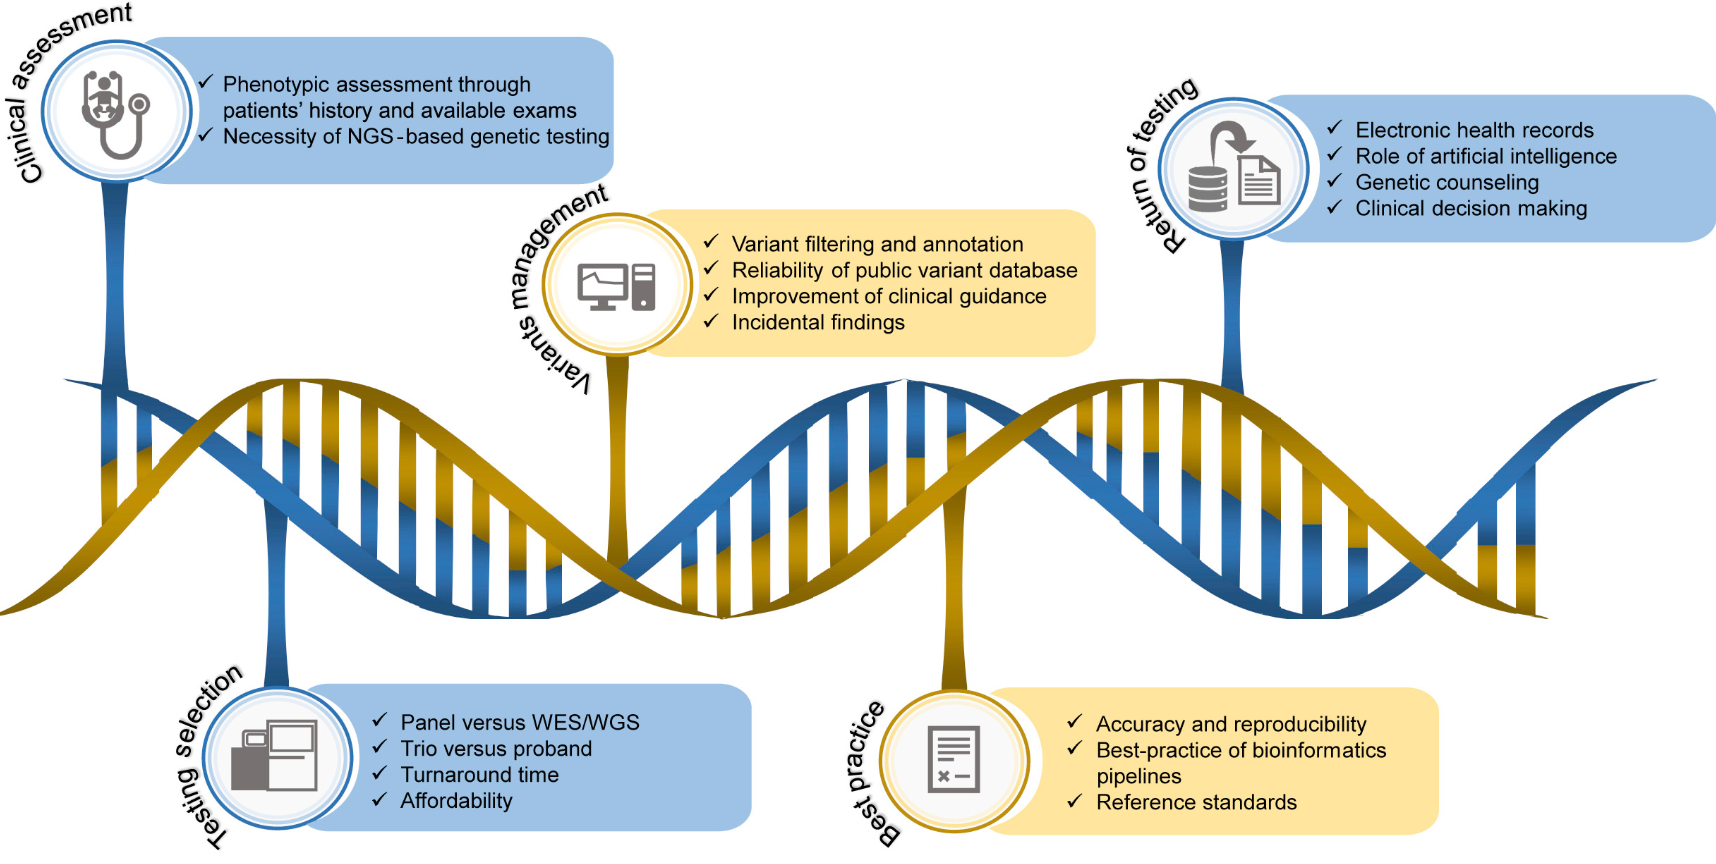 Clinical assessment
✓ Phenotypic assessment through
patients’ history and available exams
✓ Necessity of NGS-based genetic testing
Testing selection
✓ Panel versus WES/WGS
✓ Trio versus proband
✓ Turnaround time
✓ Affordability
Variants management
✓ Variant filtering and annotation
✓ Reliability of public variant database
✓ Improvement of clinical guidance
✓ Incidental findings
Best practice
✓ Accuracy and reproducibility
✓ Best-practice of bioinformatics
pipelines
✓ Reference standards
Return of testing
✓ Electronic health records
✓ Role of artificial intelligence
✓ Genetic counseling
✓ Clinical decision making